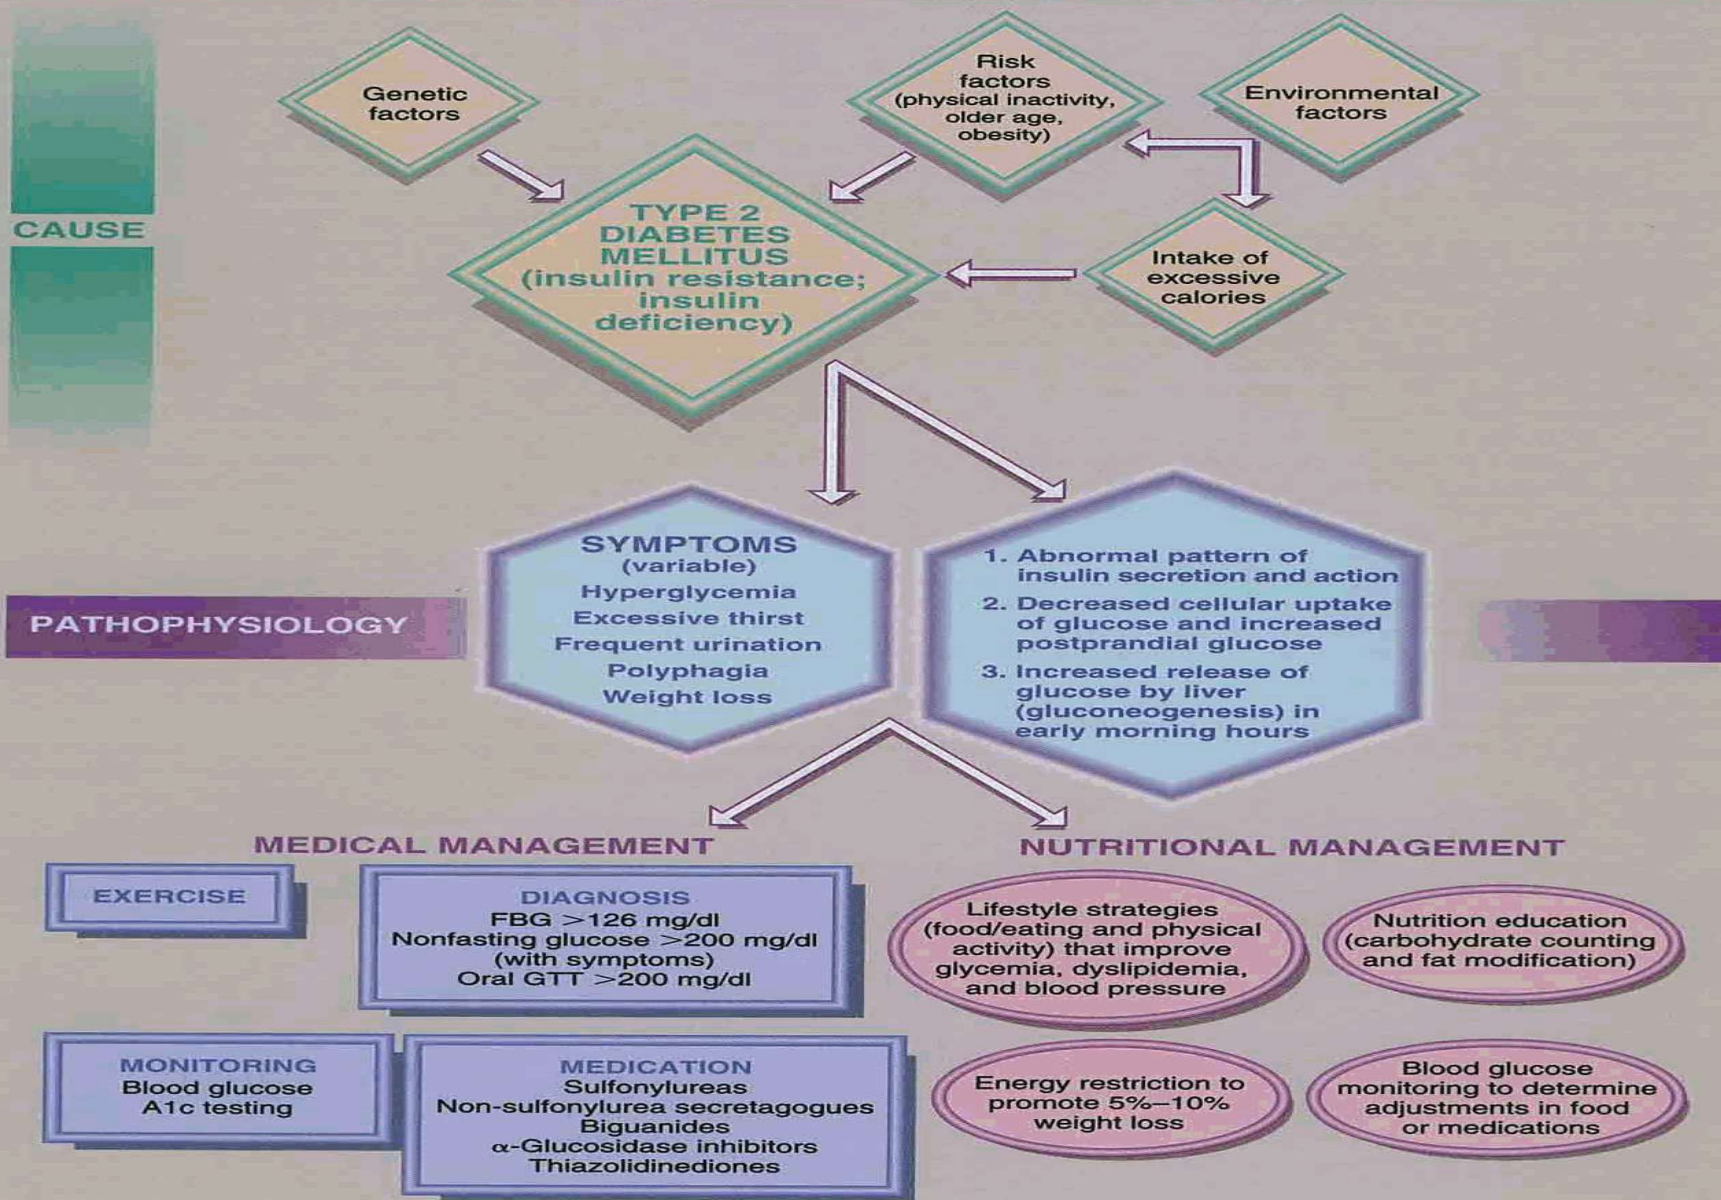 Genetic
factors
Risk
factors
(physical inactivity,
older age,
obesity)
Environmental
factors
CAUSE
TYPE 2
DIABETES
MELLITUS
(insulin resistance;
insulin
deficiency)
Intake of
excessive
calories
PATHOPHYSIOLOGY
SYMPTOMS
(variable)
Hyperglycemia
Excessive thirst
Frequent urination
Polyphagia
Weight loss
1. Abnormal pattern of
insulin secretion and action
2. Decreased cellular uptake
of glucose and increased
postprandial glucose
3. Increased release of
glucose by liver
(gluconeogenesis) in
early morning hours
MEDICAL MANAGEMENT
EXERCISE
DIAGNOSIS
FBG >126 mg/dl
Nonfasting glucose >200 mg/dl
(with symptoms)
Oral GTT >200 mg/dl
MONITORING
Blood glucose
A1c testing
MEDICATION
Sulfonylureas
Non-sulfonylurea secretagogues
Biguanides
α-Glucosidase inhibitors
Thiazolidinediones
NUTRITIONAL MANAGEMENT
Lifestyle strategies
(food/eating and physical
activity) that improve
glycemia, dyslipidemia,
and blood pressure
Nutrition education
(carbohydrate counting
and fat modification)
Energy restriction to
promote 5%–10%
weight loss
Blood glucose
monitoring to determine
adjustments in food
or medications